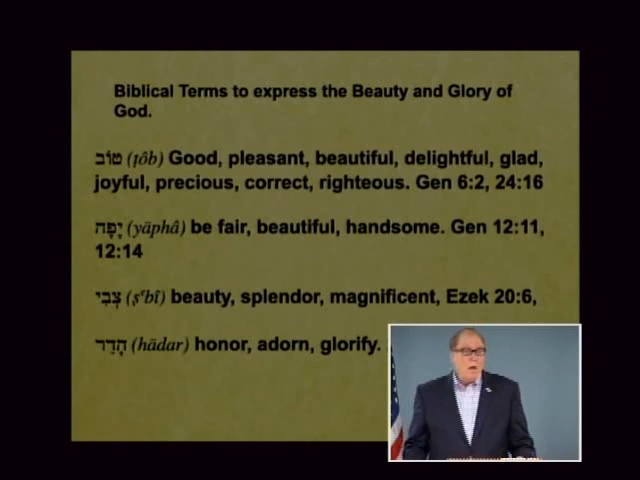 Biblical Terms to express the Beauty and Glory of
God.
טוֹב (ṭôb) Good, pleasant, beautiful, delightful, glad,
joyful, precious, correct, righteous. Gen 6:2, 24:16
יָפָה (yāphâ) be fair, beautiful, handsome. Gen 12:11,
12:14
צְבִי (ṣᵉbî) beauty, splendor, magnificent, Ezek 20:6,
הָדַר (hādar) honor, adorn, glorify.